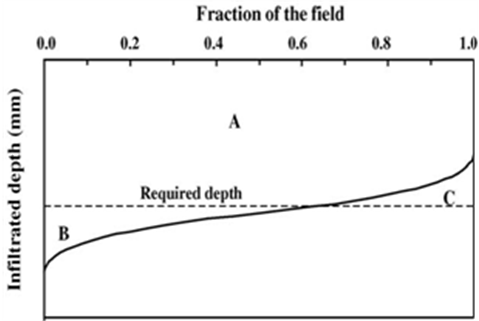 Fraction of the field
0.0 0.2 0.4 0.6 0.8 1.0
Infiltrated depth (mm)
A
Required depth
C
B